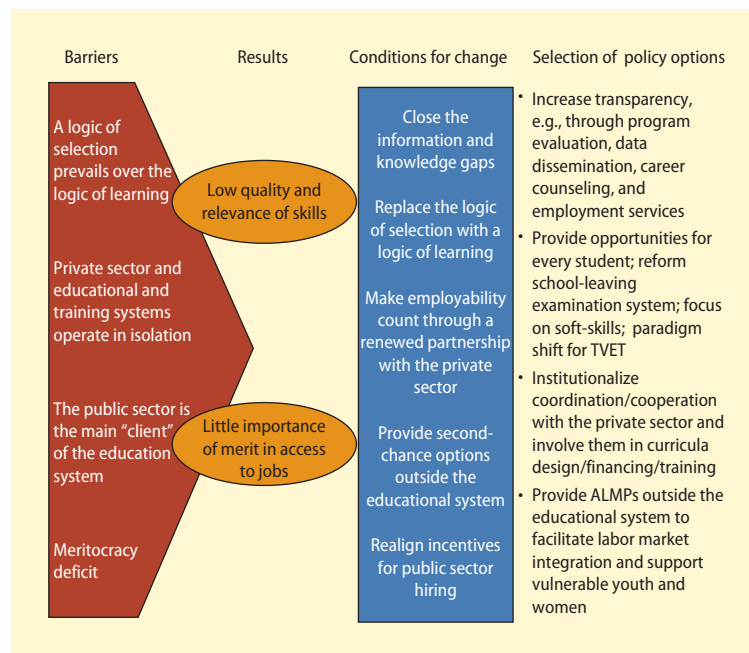 Barriers
Results
Conditions for change
Selection of policy options
A logic of
selection
prevails over the
logic of learning
Private sector and
educational and
training systems
operate in isolation
The public sector is
the main “client”
of the education
system
Meritocracy
deficit
Low quality and
relevance of skills
Little importance
of merit in access
to jobs
Close the
information and
knowledge gaps
Replace the logic
of selection with a
logic of learning
Make employability
count through a
renewed partnership
with the private
sector
Provide second-
chance options
outside the
educational system
Realign incentives
for public sector
hiring
• Increase transparency,
e.g., through program
evaluation, data
dissemination, career
counseling, and
employment services
• Provide opportunities for
every student; reform
school-leaving
examination system; focus
on soft-skills; paradigm
shift for TVET
• Institutionalize
coordination/cooperation
with the private sector and
involve them in curricula
design/financing/training
• Provide ALMPs outside the
educational system to
facilitate labor market
integration and support
vulnerable youth and
women